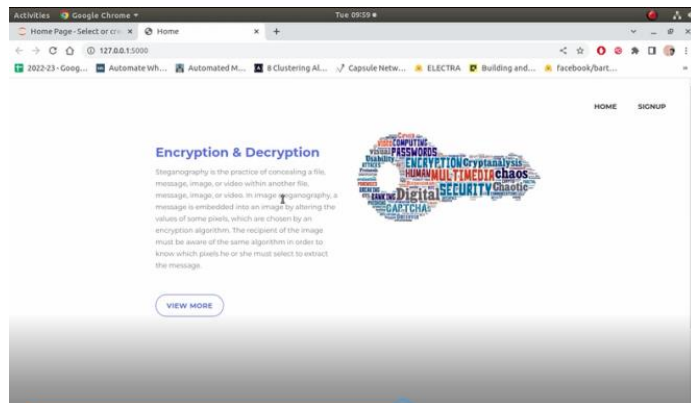 Activities Google Chrome Tue 09:59
Home Page - Select or cre Home
127.0.0.1:5000
2022-23 - Goog... Automate Wh... Automated M... 8 Clustering Al... Capsule Netw... ELECTRA Building and... facebook/bart...
HOME SIGNUP
Encryption & Decryption
Steganography is the practice of concealing a file,
message, image, or video within another file,
message, image, or video. In image steganography, a
message is embedded into an image by altering the
values of some pixels, which are chosen by an
encryption algorithm. The recipient of the image
must be aware of the same algorithm in order to
know which pixels he or she must select to extract
the message.
VIEW MORE
COMPUTING
PASSWORDS
Usability ENCRYPTION Cryptanalysis
HUMAN MULTIMEDIA chaos
RANKING Digital SECURITY Chaotic
CAPTCHA